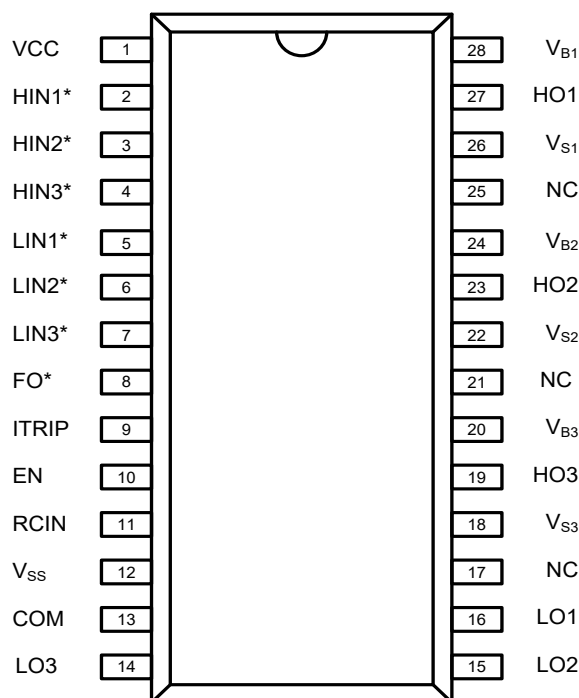 VCC 1 28 VB1
HIN1* 2 27 HO1
HIN2* 3 26 VS1
HIN3* 4 25 NC
LIN1* 5 24 VB2
LIN2* 6 23 HO2
LIN3* 7 22 VS2
FO* 8 21 NC
ITRIP 9 20 VB3
EN 10 19 HO3
RCIN 11 18 VS3
VSS 12 17 NC
COM 13 16 LO1
LO3 14 15 LO2